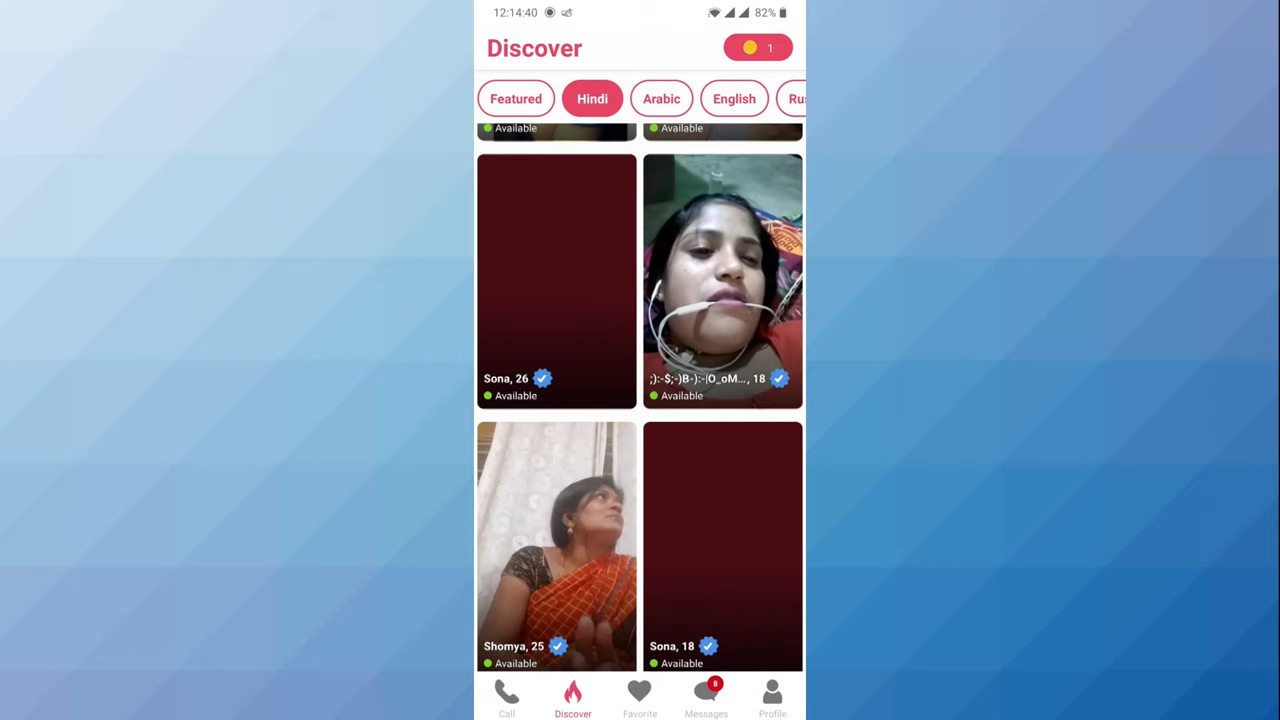 12:14:40
82%
Discover
1
Featured
Hindi
Arabic
English
Rus
Available
Available
Sona, 26
Available
;):-$;-)B-):-|O_oM..., 18
Available
Shomya, 25
Available
Sona, 18
Available
8
Call
Discover
Favorite
Messages
Profile